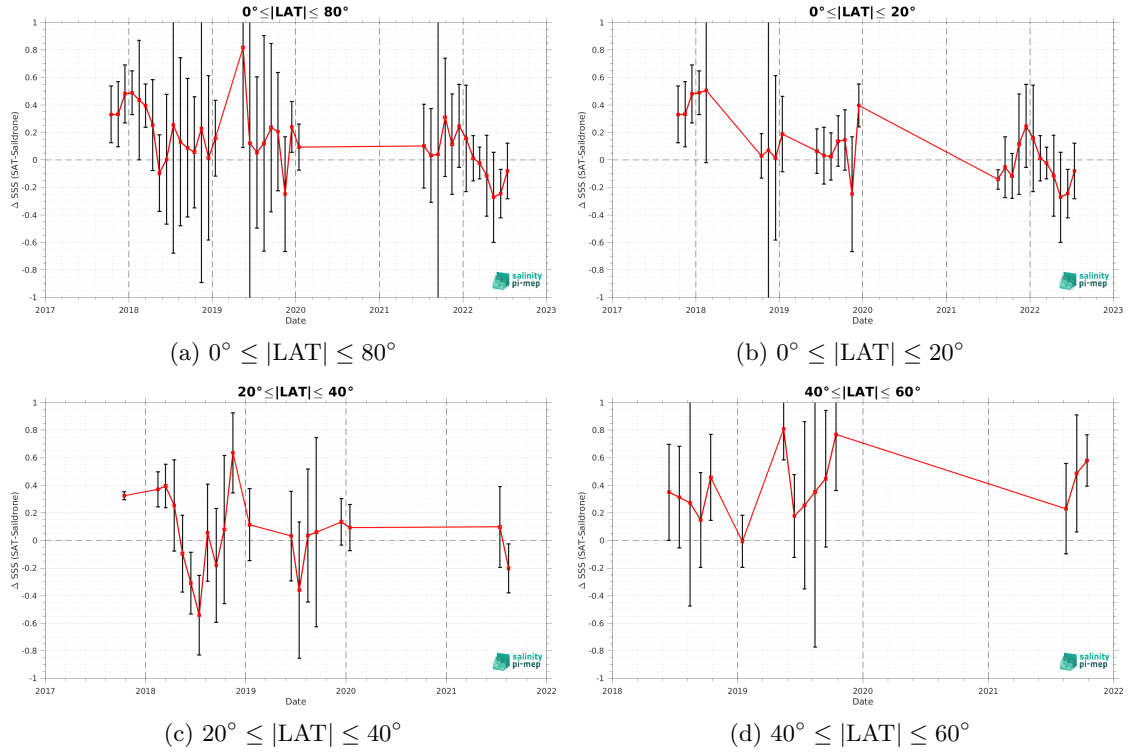 0°≤|LAT|≤ 80°
Δ SSS (SAT-Saildrone)
1
0.8
0.6
0.4
0.2
0
-0.2
-0.4
-0.6
-0.8
-1
salinity
pi-mep
2017 2018 2019 2020 2021 2022 2023
Date
(a) 0° ≤ |LAT| ≤ 80°
0°≤|LAT|≤ 20°
Δ SSS (SAT-Saildrone)
1
0.8
0.6
0.4
0.2
0
-0.2
-0.4
-0.6
-0.8
-1
salinity
pi-mep
2017 2018 2019 2020 2021 2022 2023
Date
(b) 0° ≤ |LAT| ≤ 20°
20°≤|LAT|≤ 40°
Δ SSS (SAT-Saildrone)
1
0.8
0.6
0.4
0.2
0
-0.2
-0.4
-0.6
-0.8
-1
salinity
pi-mep
2017 2018 2019 2020 2021 2022
Date
(c) 20° ≤ |LAT| ≤ 40°
40°≤|LAT|≤ 60°
Δ SSS (SAT-Saildrone)
1
0.8
0.6
0.4
0.2
0
-0.2
-0.4
-0.6
-0.8
-1
salinity
pi-mep
2018 2019 2020 2021 2022
Date
(d) 40° ≤ |LAT| ≤ 60°